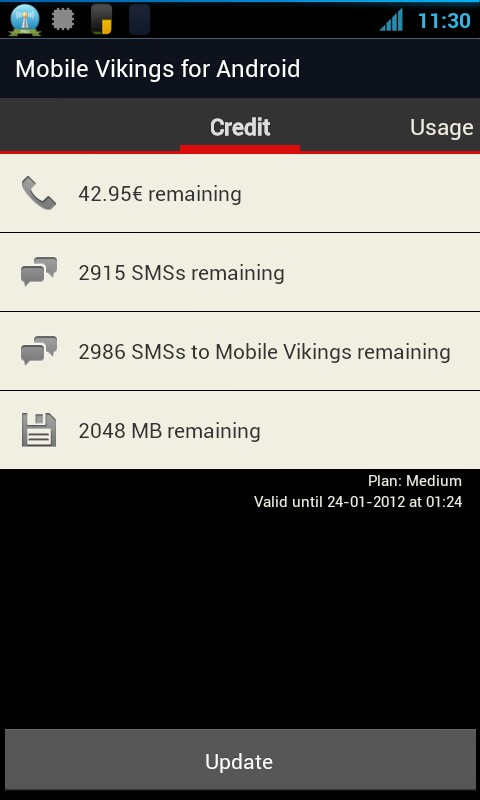 11:30
Mobile Vikings for Android
Credit
Usage
42.95€ remaining
2915 SMSs remaining
2986 SMSs to Mobile Vikings remaining
2048 MB remaining
Plan: Medium
Valid until 24-01-2012 at 01:24
Update